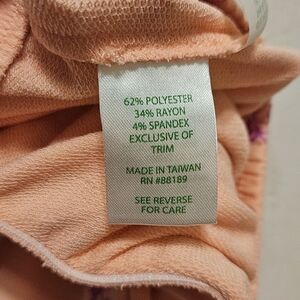 62% POLYESTER
34% RAYON
4% SPANDEX
EXCLUSIVE OF
TRIM
MADE IN TAIWAN
RN #88189
SEE REVERSE
FOR CARE